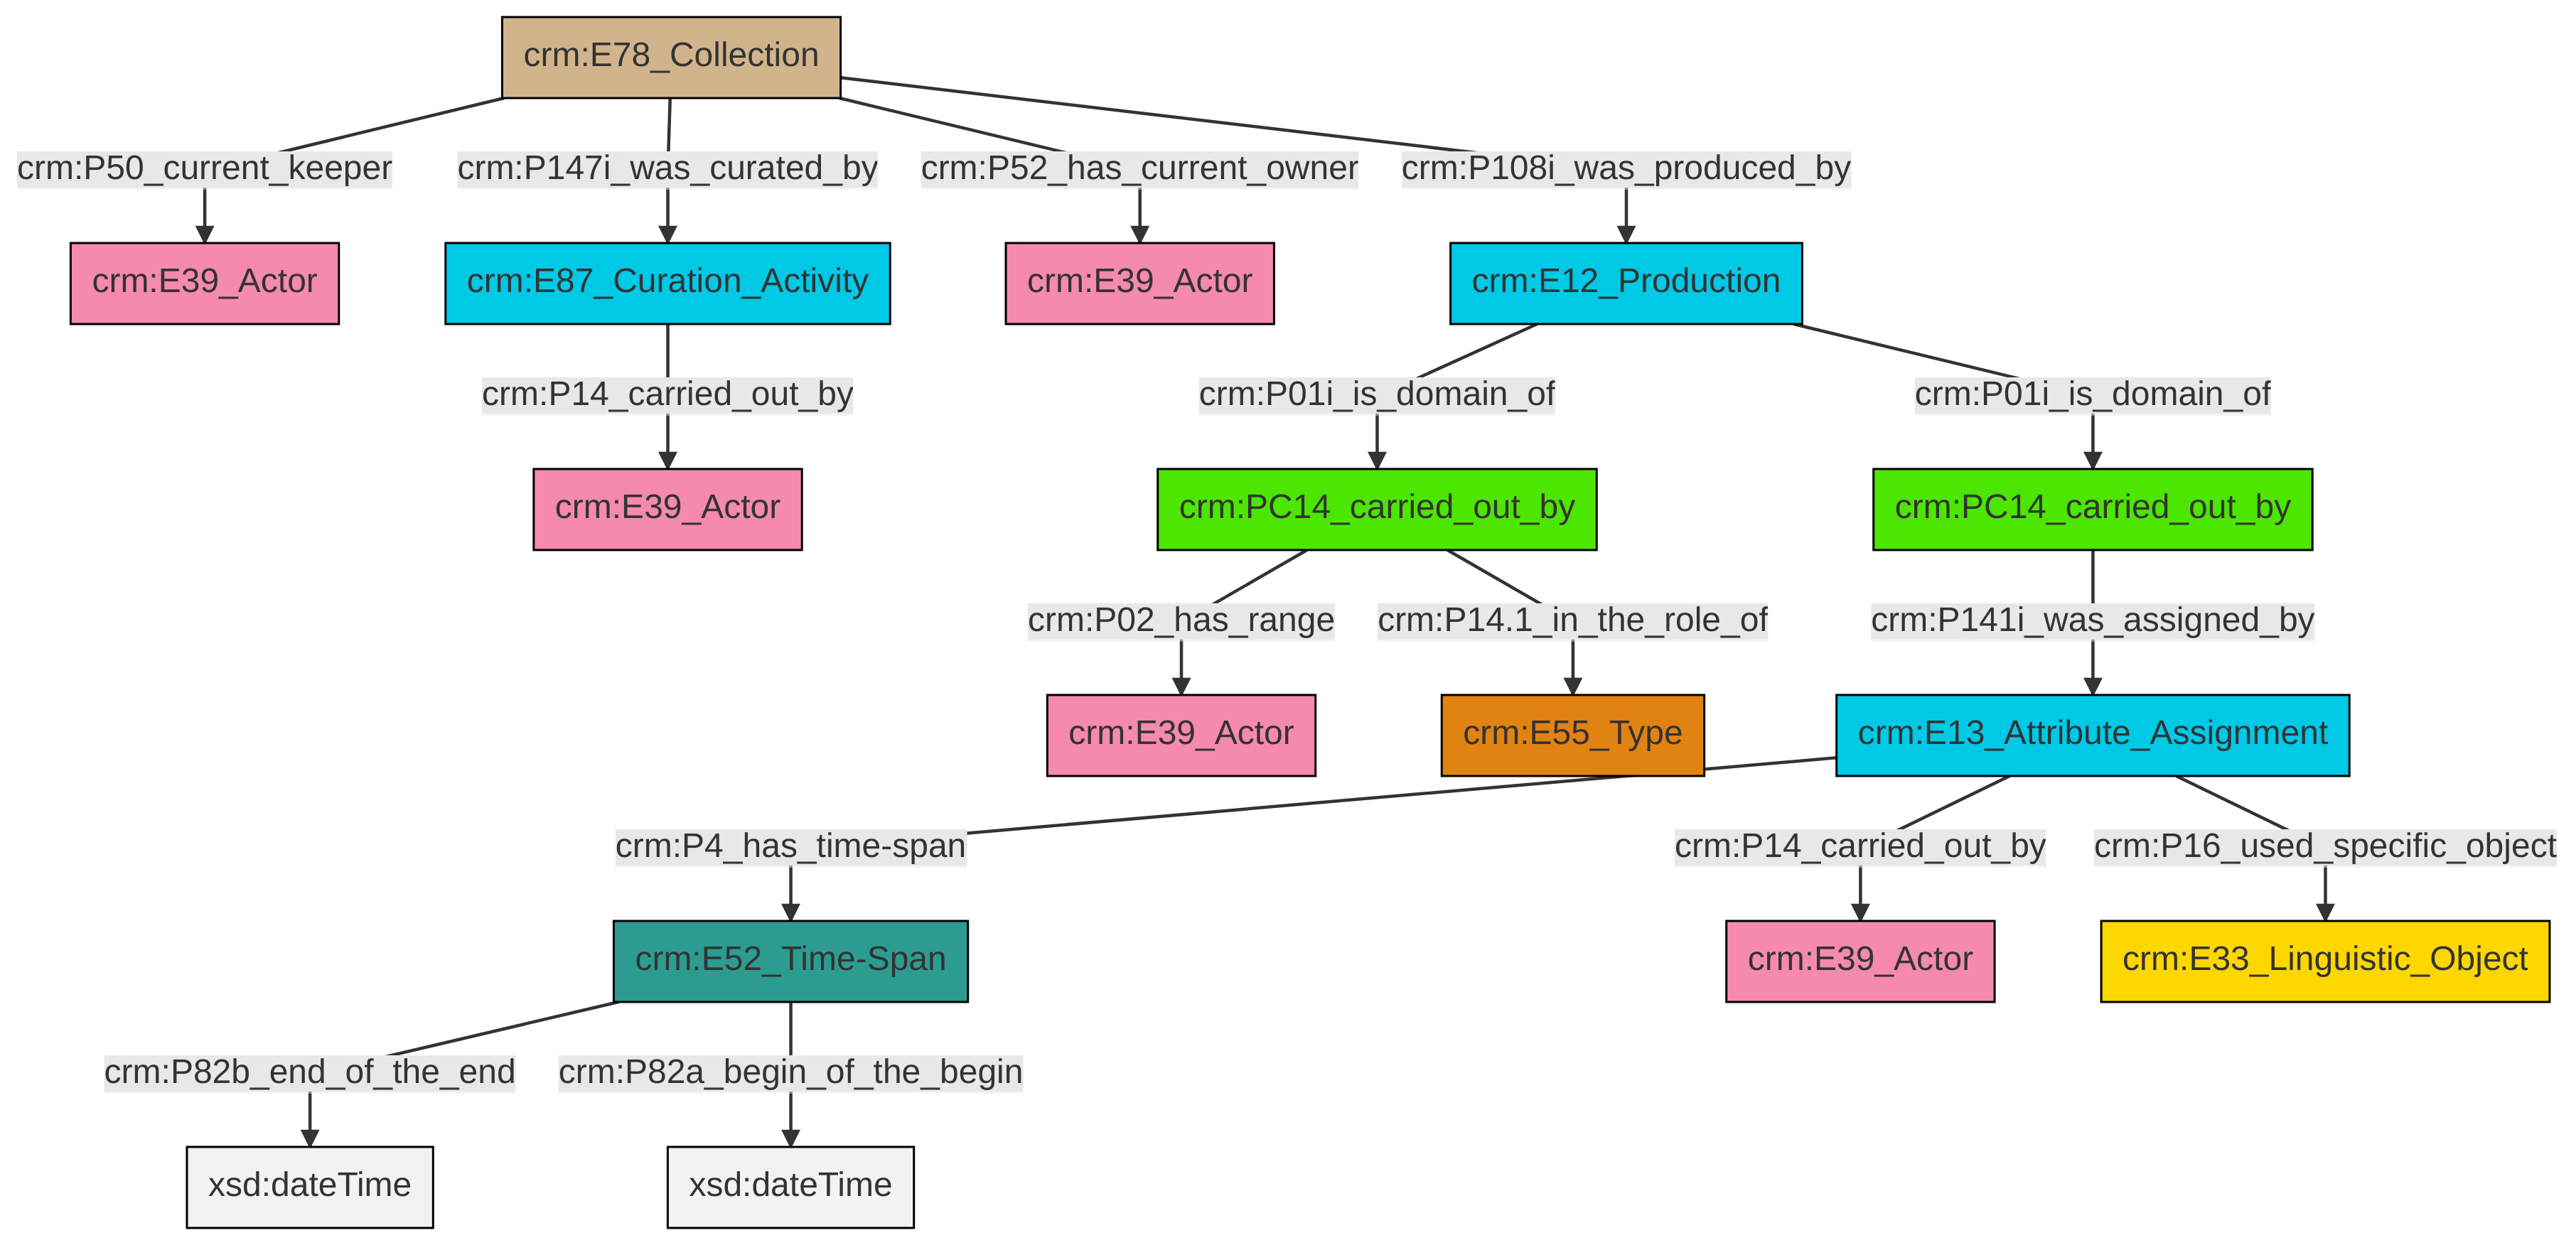 crm:E78_Collection
crm:P50_current_keeper
crm:P147i_was_curated_by
crm:P52_has_current_owner
crm:P108i_was_produced_by
crm:E39_Actor
crm:E87_Curation_Activity
crm:E39_Actor
crm:E12_Production
crm:P14_carried_out_by
crm:P01i_is_domain_of
crm:P01i_is_domain_of
crm:E39_Actor
crm:PC14_carried_out_by
crm:PC14_carried_out_by
crm:P02_has_range
crm:P14.1_in_the_role_of
crm:P141i_was_assigned_by
crm:E39_Actor
crm:E55_Type
crm:E13_Attribute_Assignment
crm:P4_has_time-span
crm:P14_carried_out_by
crm:P16_used_specific_object
crm:E52_Time-Span
crm:E39_Actor
crm:E33_Linguistic_Object
crm:P82b_end_of_the_end
crm:P82a_begin_of_the_begin
xsd:dateTime
xsd:dateTime